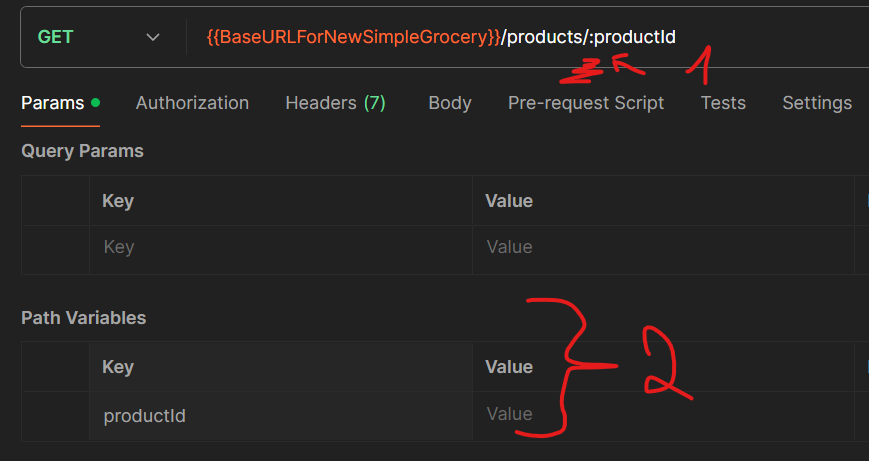 GET {{BaseURLForNewSimpleGrocery}}/products/:productId
1
Params Authorization Headers (7) Body Pre-request Script Tests Settings
Query Params
Key Value
Key Value
Path Variables
Key Value
2
productId Value